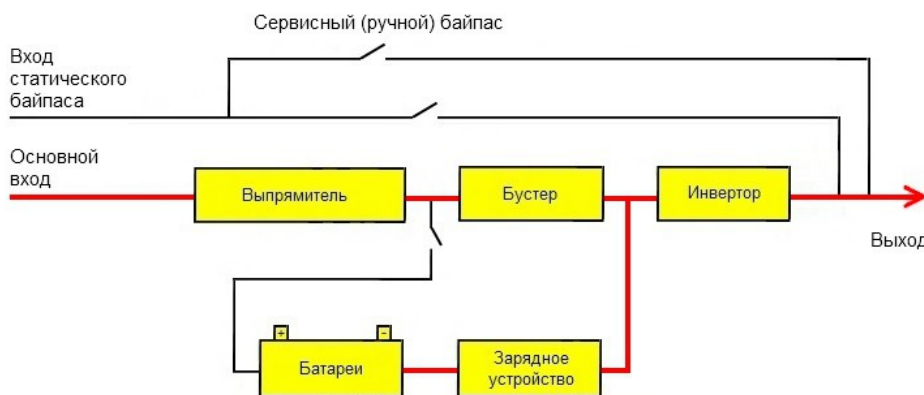 Сервисный (ручной) байпас
Вход
статического
байпаса
Основной
вход
Выпрямитель
Бустер
Инвертор
Выход
+
-
Батареи
Зарядное
устройство